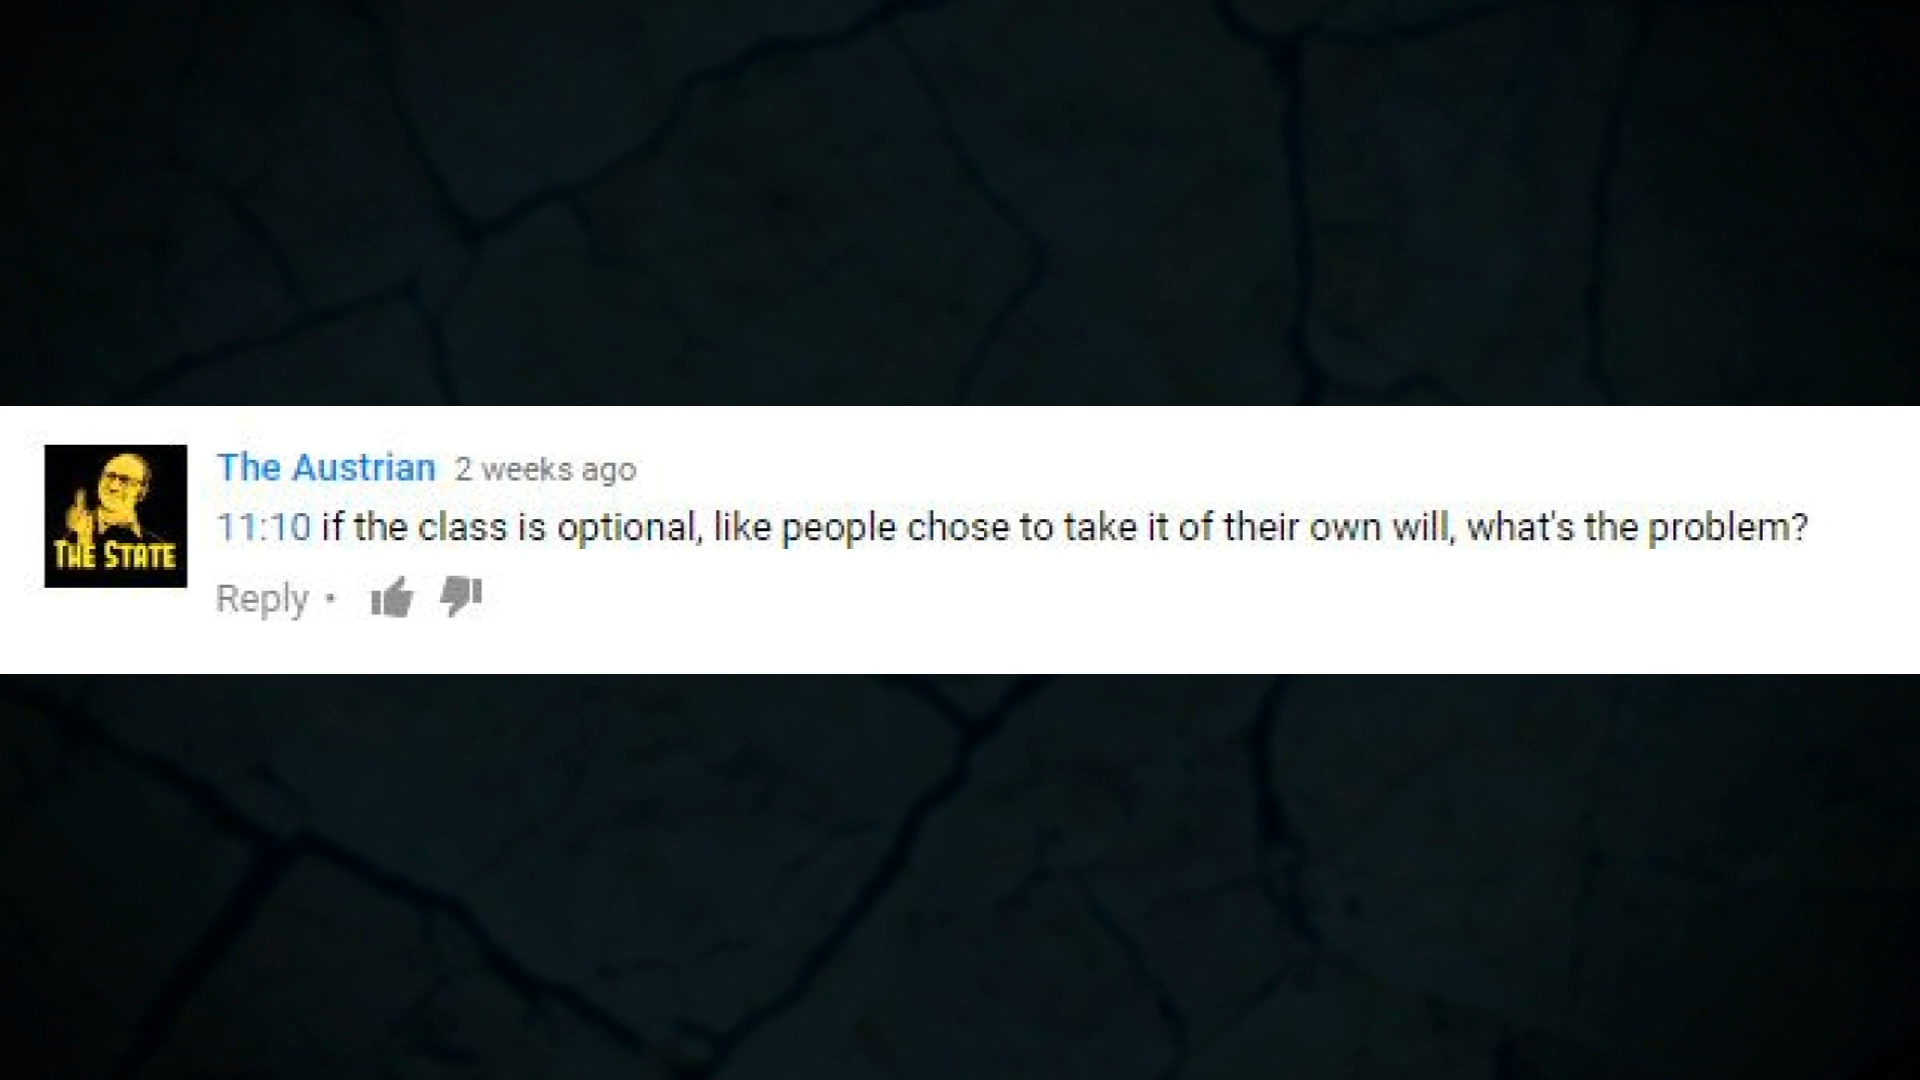 The Austrian 2 weeks ago
11:10 if the class is optional, like people chose to take it of their own will, what's the problem?
THE STATE
Reply •